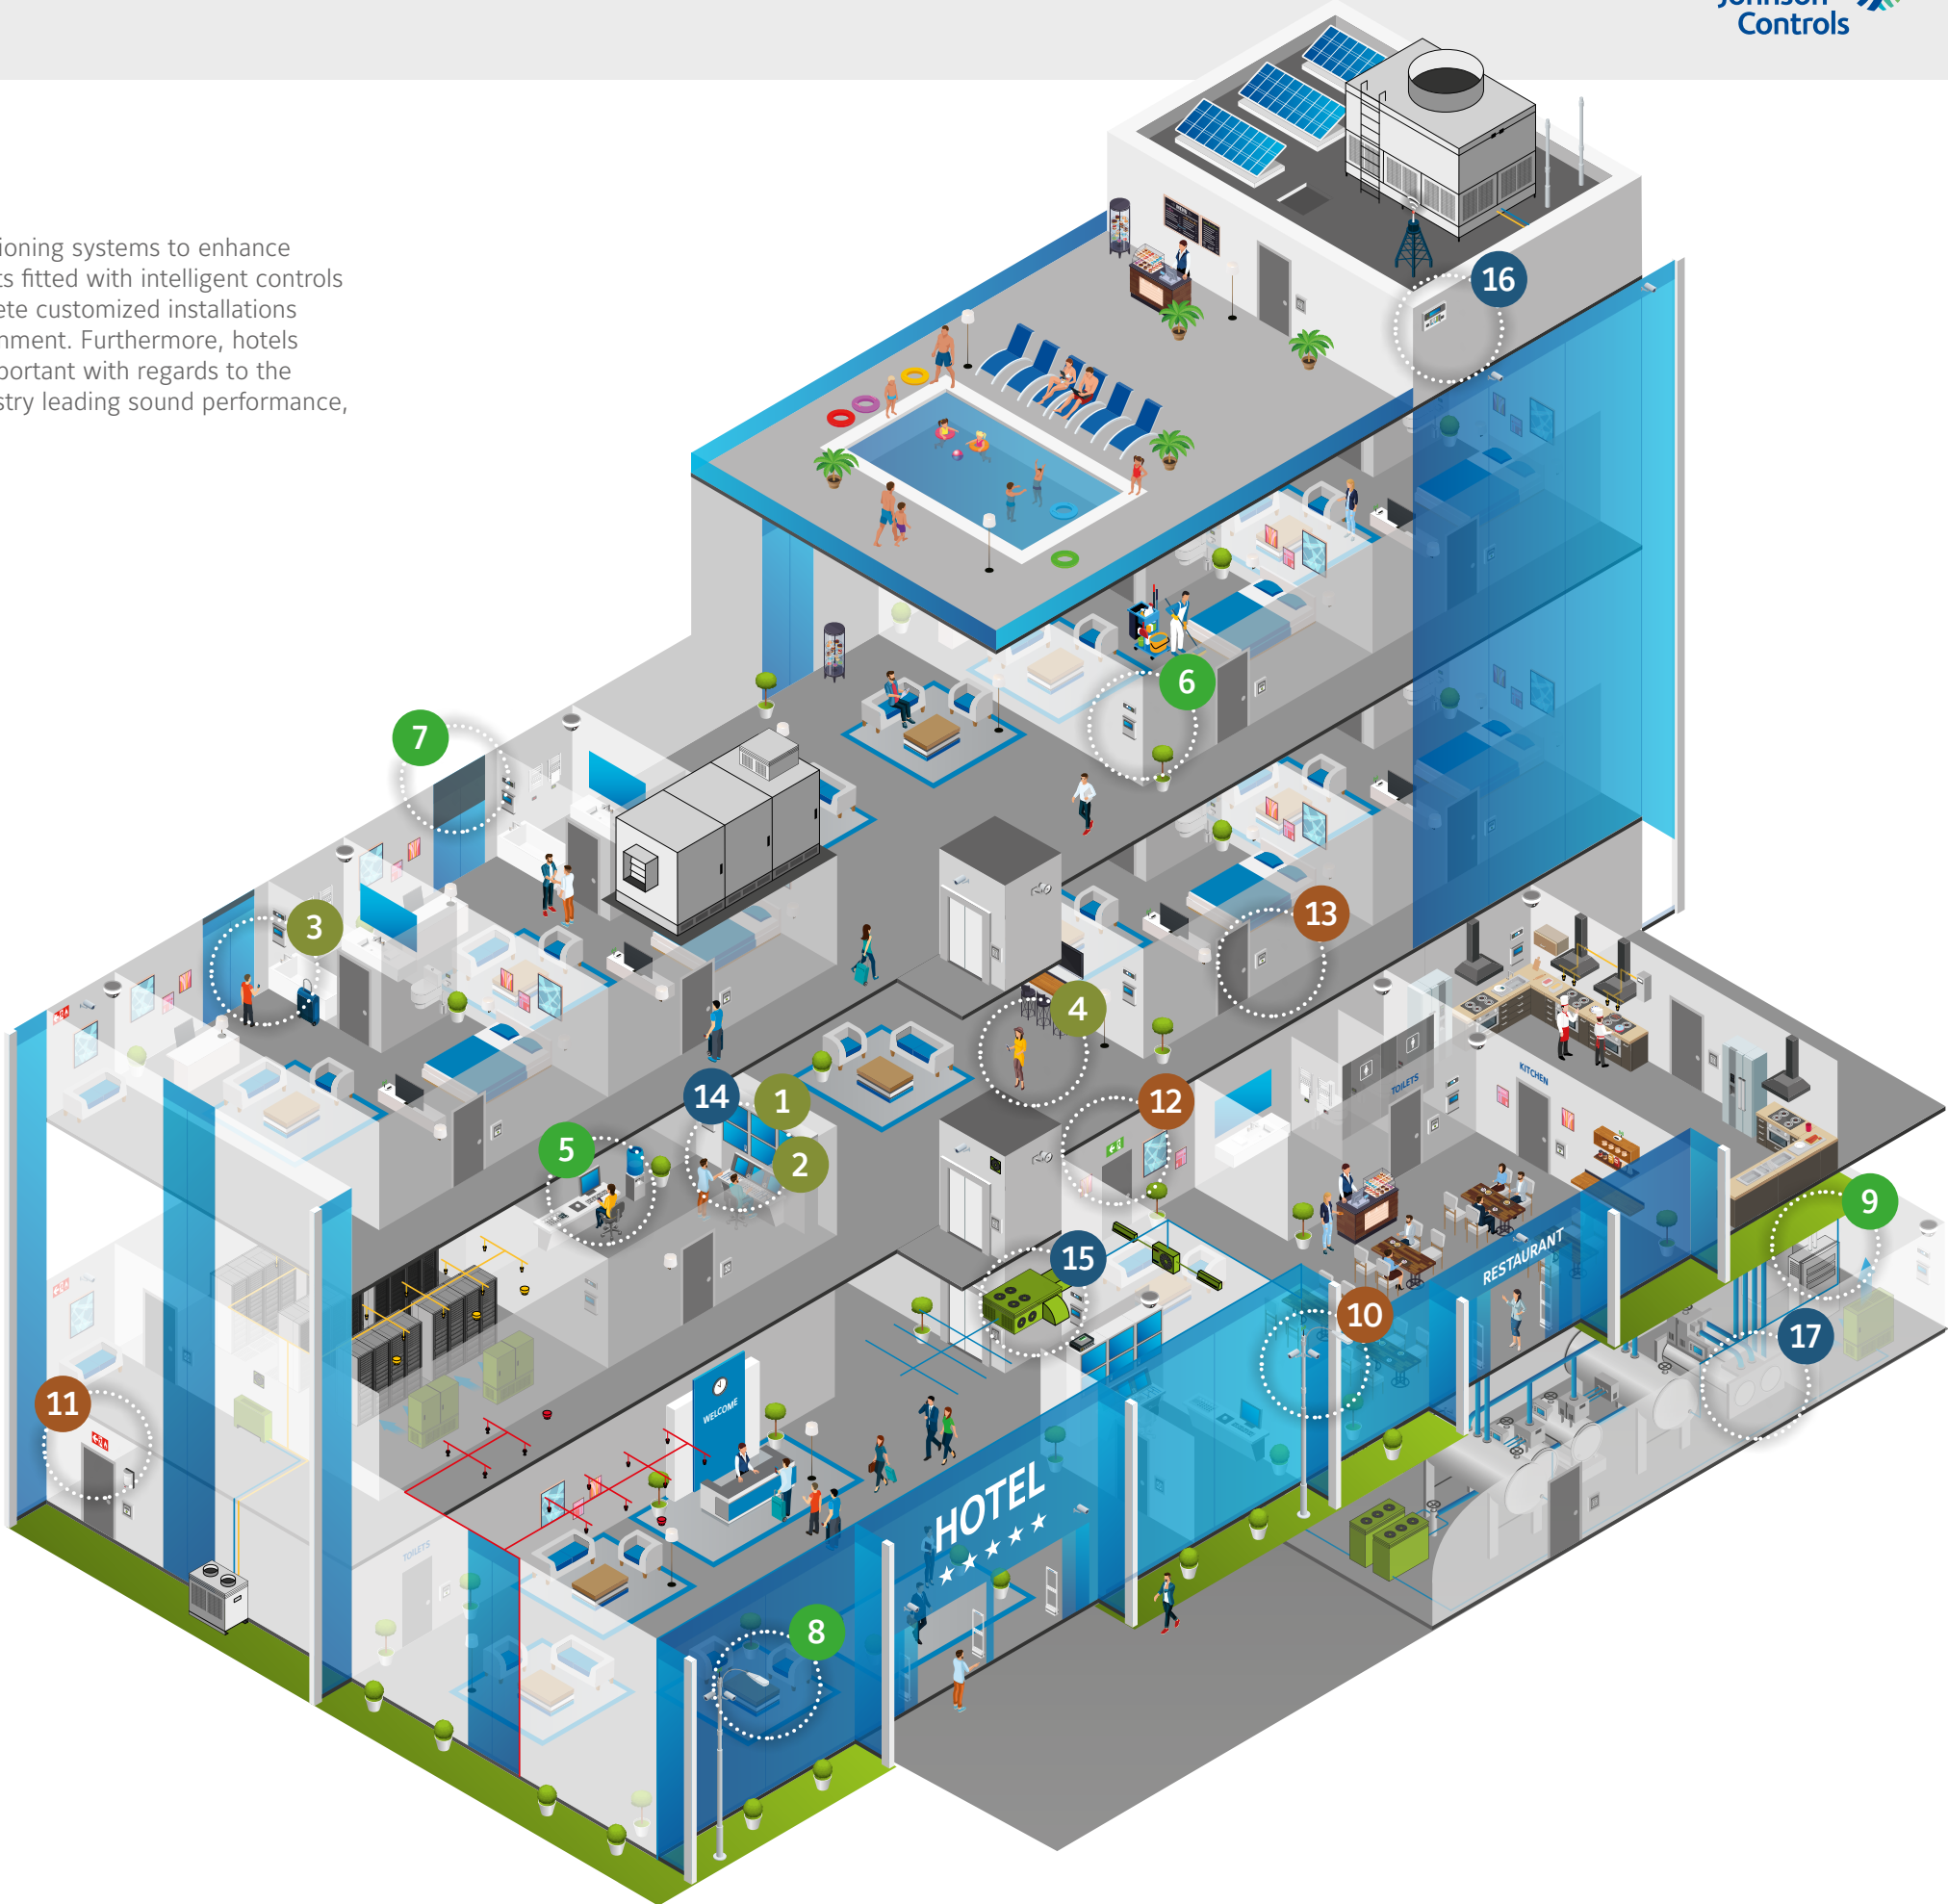 Johnson
Controls
ioning systems to enhance
ts fitted with intelligent controls
ete customized installations
nment. Furthermore, hotels
portant with regards to the
stry leading sound performance,
16
6
7
3
13
4
14
1
12
5
2
TOILETS
KITCHEN
9
15
RESTAURANT
10
17
11
WELCOME
HOTEL
TOILETS
8